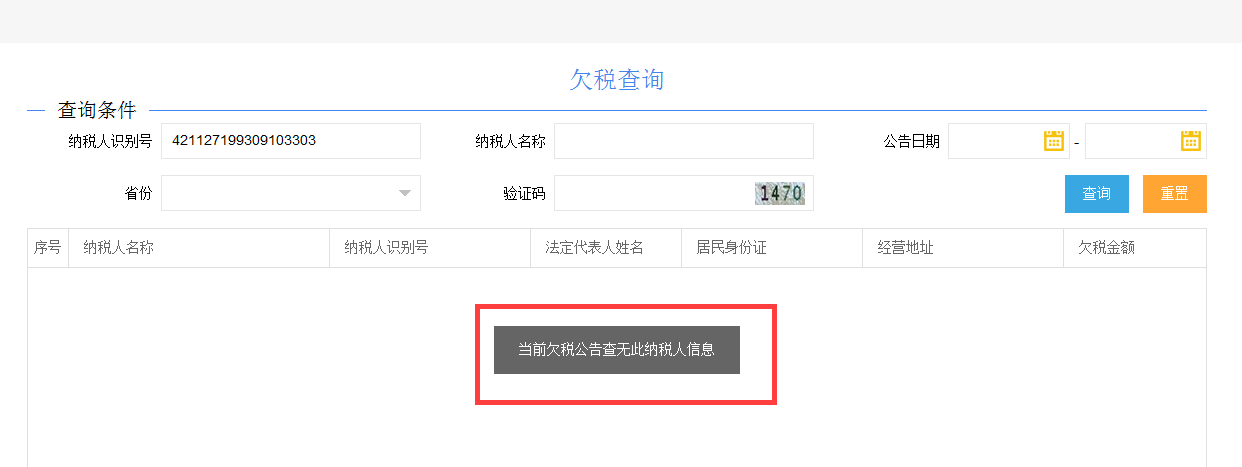 欠税查询
查询条件
纳税人识别号 421127199309103303 纳税人名称 公告日期 -
省份 验证码 1470 查询 重置
序号 纳税人名称 纳税人识别号 法定代表人姓名 居民身份证 经营地址 欠税金额
当前欠税公告查无此纳税人信息